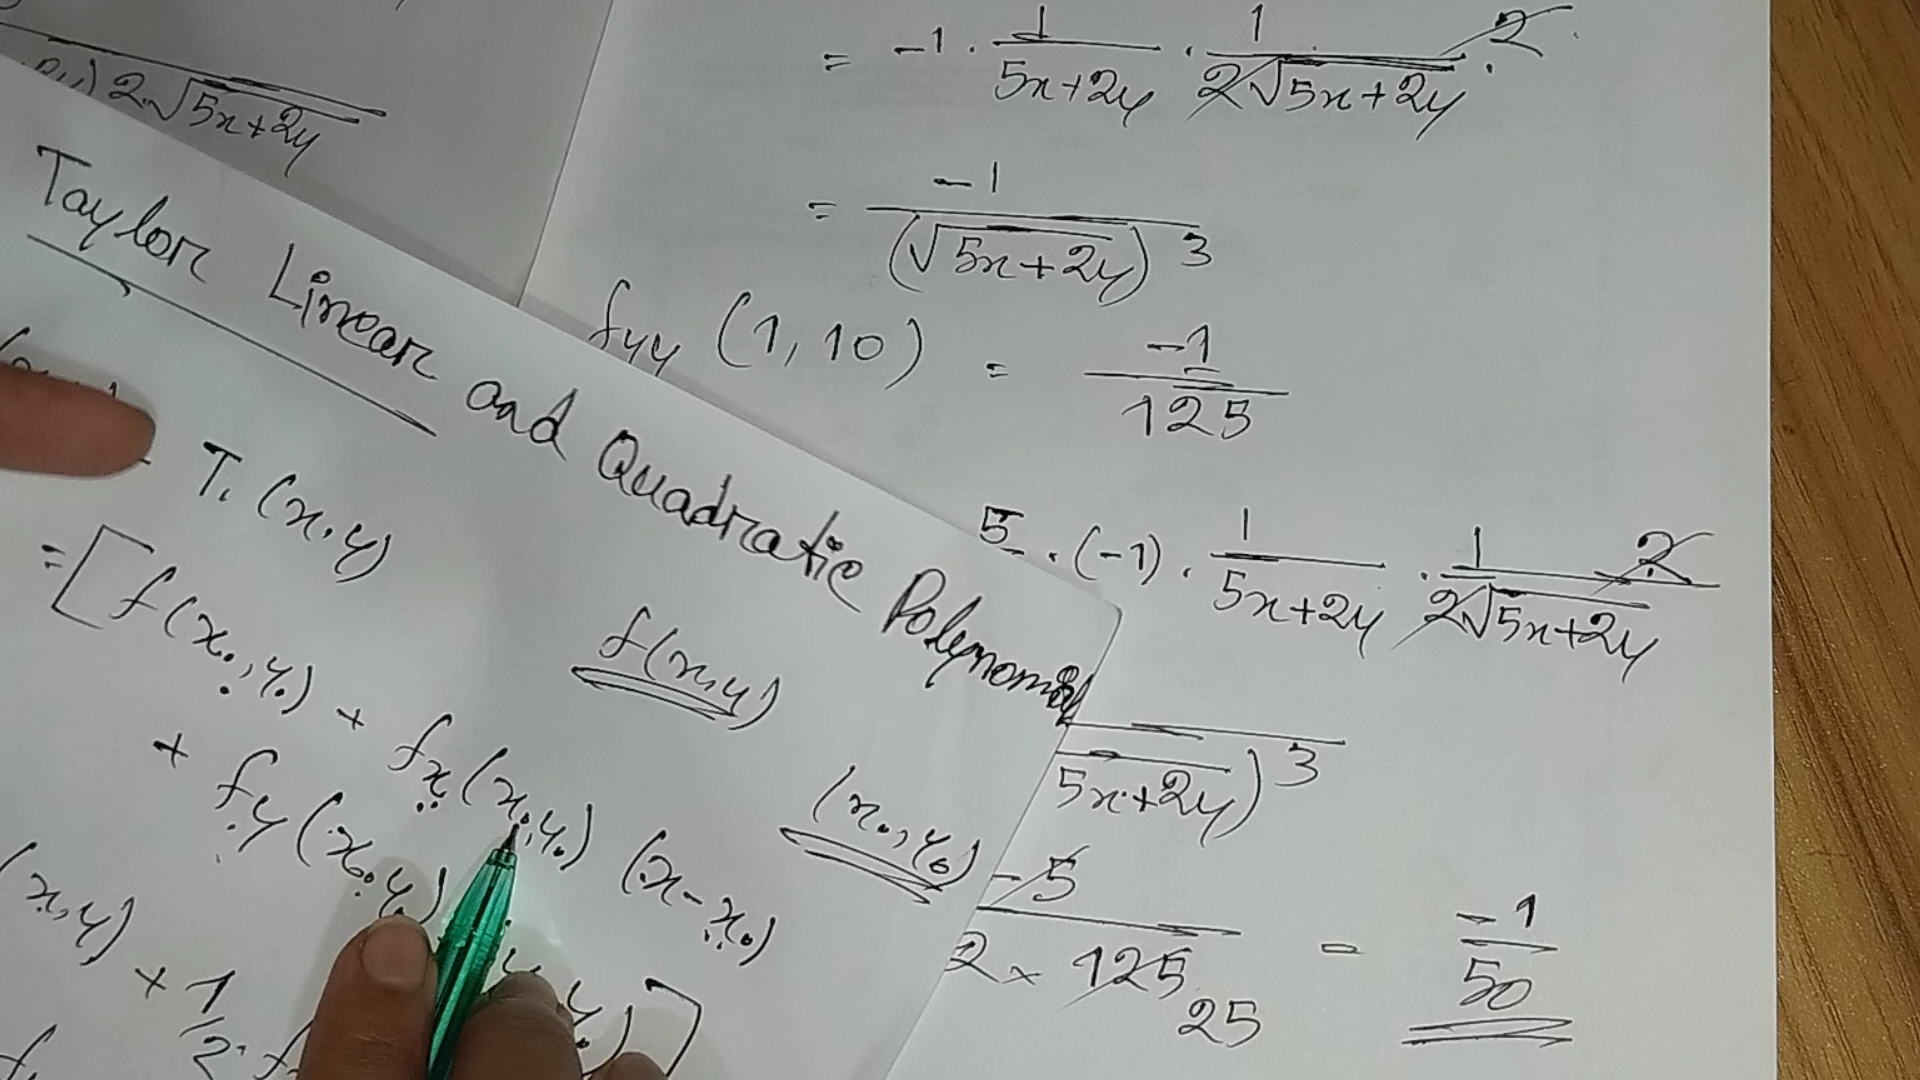 2√5x+2y
= -1 · 1/5x+2y · 1/2√5x+2y · 2
= -1/(√5x+2y)3
fyy (1, 10) = -1/125
5 · (-1) · 1/5x+2y · 1/2√5x+2y · 2
5x+2y)3
-5/2 × 125 25 = -1/50
Taylor Linear and Quadratic Polynomial
T. (x,y)
f(x,y)
= [f(x₀,y₀) + fx(x₀,y₀) (x-x₀)
(x₀,y₀)
+ fy(x₀,y₀)
(x,y) + 1/2 · f